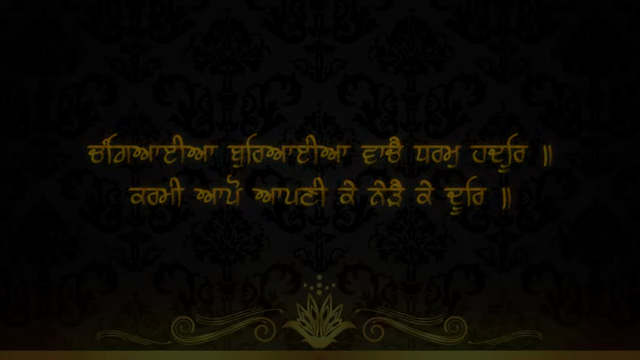 ਚੰਗਿਆਈਆ ਬੁਰਿਆਈਆ ਵਾਚੈ ਧਰਮੁ ਹਦੂਰਿ ॥
ਕਰਮੀ ਆਪੋ ਆਪਣੀ ਕੇ ਨੇੜੈ ਕੇ ਦੂਰਿ ॥